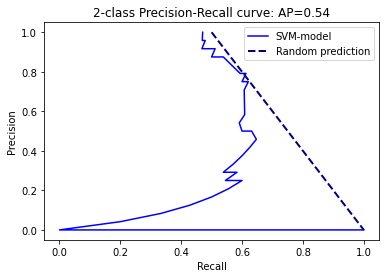 2-class Precision-Recall curve: AP=0.54
SVM-model
Random prediction
Precision
1.0
0.8
0.6
0.4
0.2
0.0
0.0 0.2 0.4 0.6 0.8 1.0
Recall